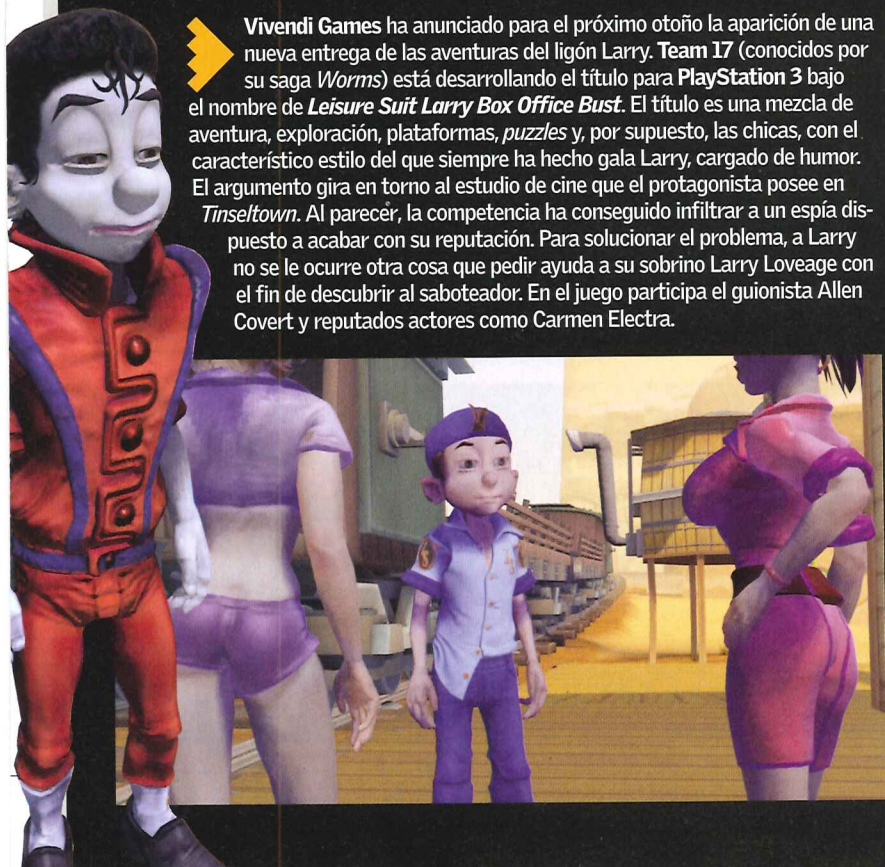 Vivendi Games ha anunciado para el próximo otoño la aparición de una
nueva entrega de las aventuras del ligón Larry. Team 17 (conocidos por
su saga Worms) está desarrollando el título para PlayStation 3 bajo
el nombre de Leisure Suit Larry Box Office Bust. El título es una mezcla de
aventura, exploración, plataformas, puzzles y, por supuesto, las chicas, con el
característico estilo del que siempre ha hecho gala Larry, cargado de humor.
El argumento gira en torno al estudio de cine que el protagonista posee en
Tinseltown. Al parecer, la competencia ha conseguido infiltrar a un espía dis-
puesto a acabar con su reputación. Para solucionar el problema, a Larry
no se le ocurre otra cosa que pedir ayuda a su sobrino Larry Loveage con
el fin de descubrir al saboteador. En el juego participa el guionista Allen
Covert y reputados actores como Carmen Electra.